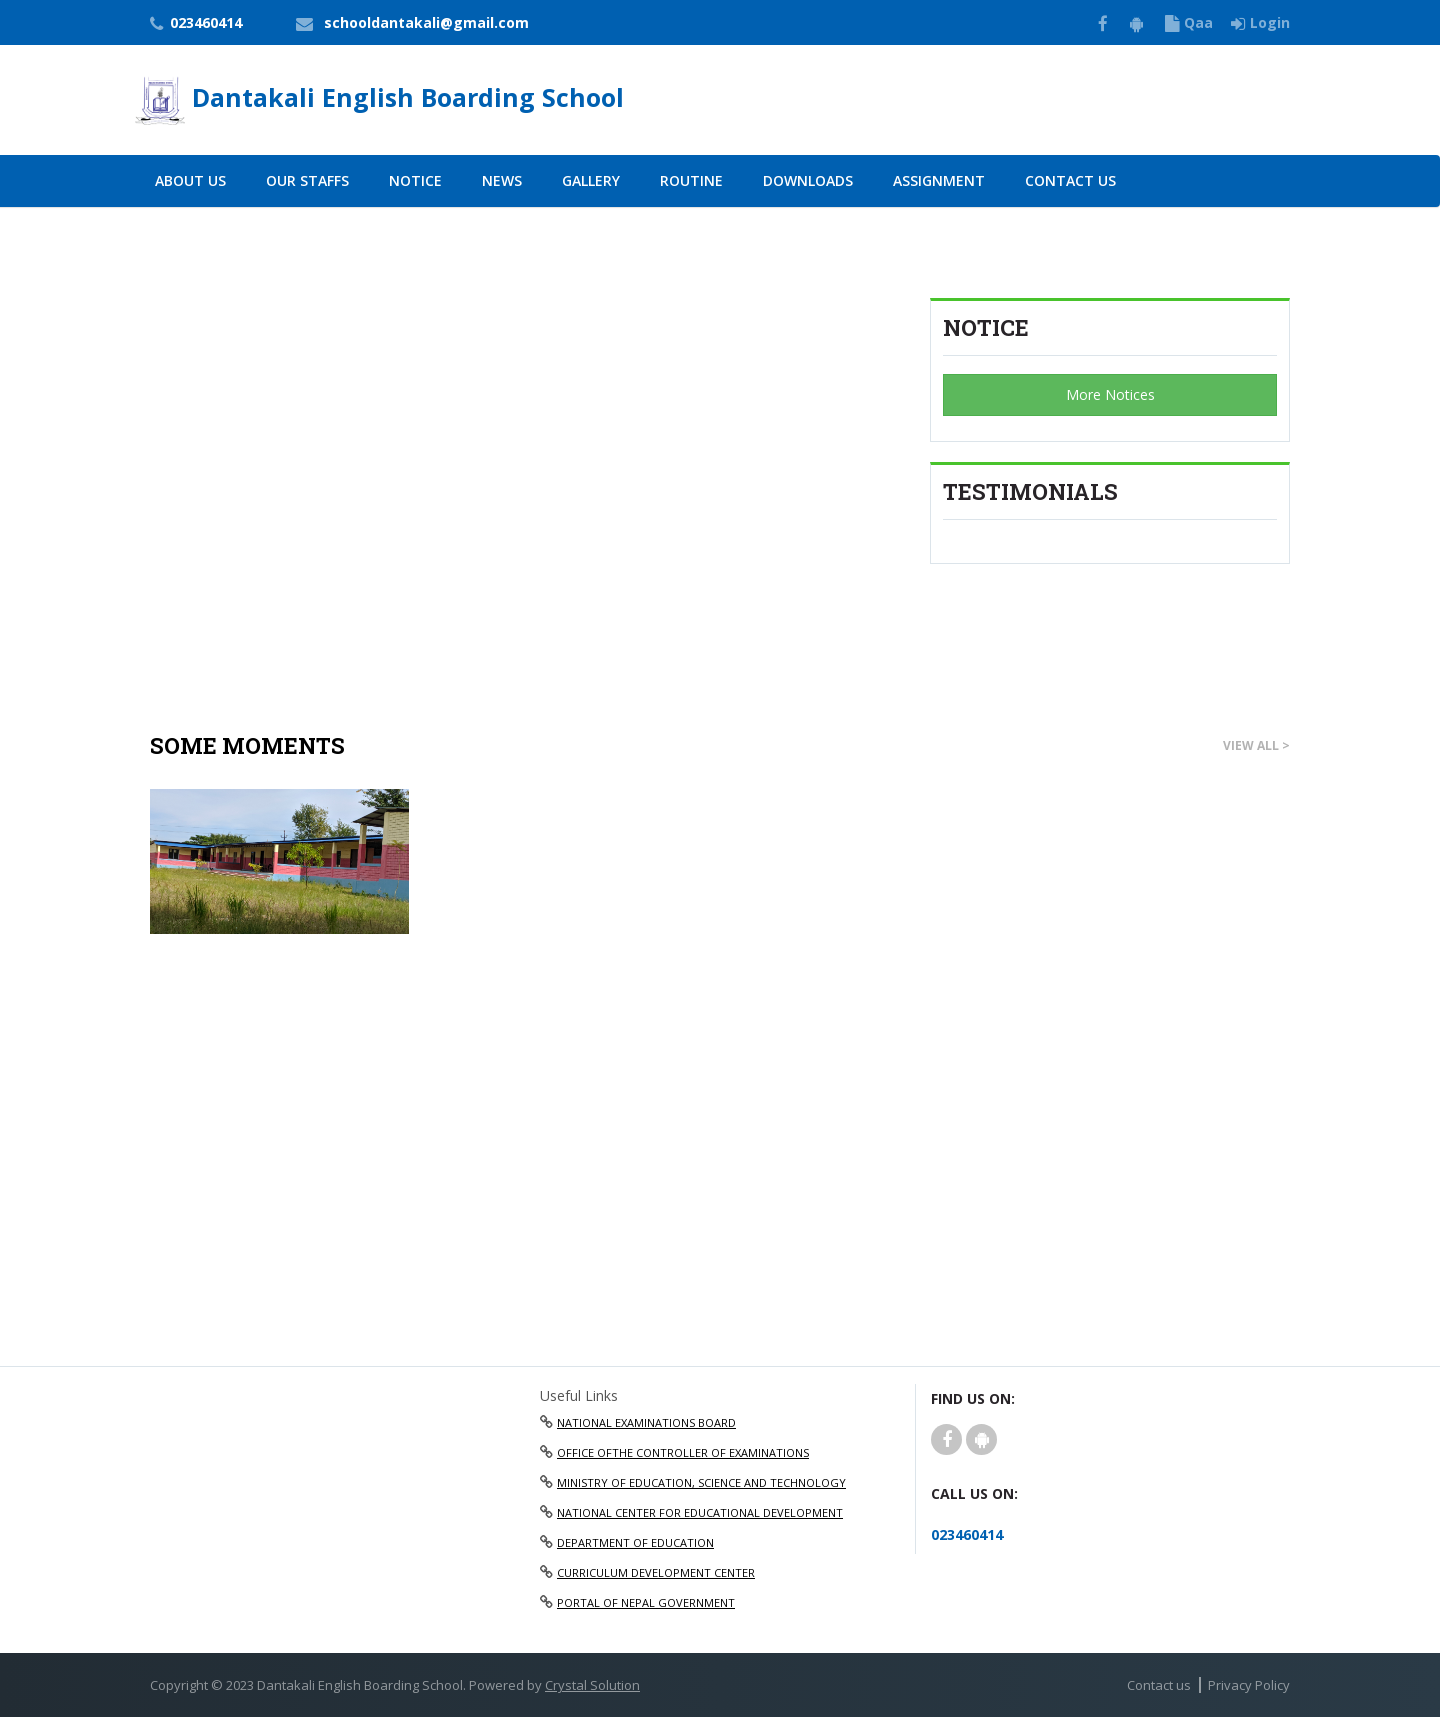 023460414
schooldantakali@gmail.com
Qaa
Login
Dantakali English Boarding School
ABOUT US
OUR STAFFS
NOTICE
NEWS
GALLERY
ROUTINE
DOWNLOADS
ASSIGNMENT
CONTACT US
NOTICE
More Notices
TESTIMONIALS
SOME MOMENTS
VIEW ALL >
Useful Links
NATIONAL EXAMINATIONS BOARD
OFFICE OFTHE CONTROLLER OF EXAMINATIONS
MINISTRY OF EDUCATION, SCIENCE AND TECHNOLOGY
NATIONAL CENTER FOR EDUCATIONAL DEVELOPMENT
DEPARTMENT OF EDUCATION
CURRICULUM DEVELOPMENT CENTER
PORTAL OF NEPAL GOVERNMENT
FIND US ON:
CALL US ON:
023460414
Copyright © 2023 Dantakali English Boarding School. Powered by Crystal Solution
Contact us | Privacy Policy